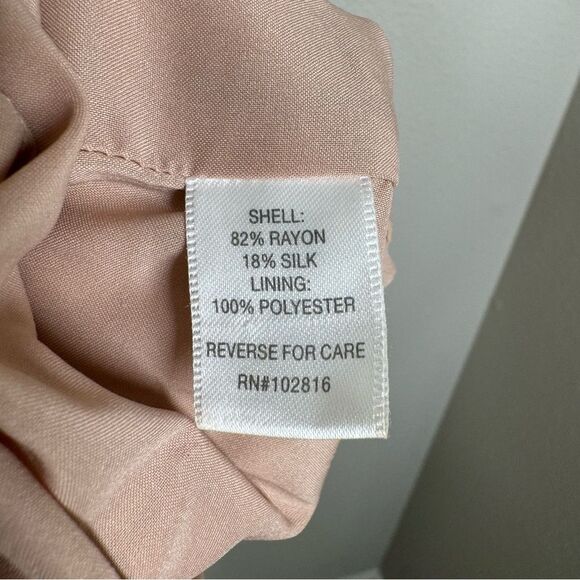 SHELL:
82% RAYON
18% SILK
LINING:
100% POLYESTER
REVERSE FOR CARE
RN#102816